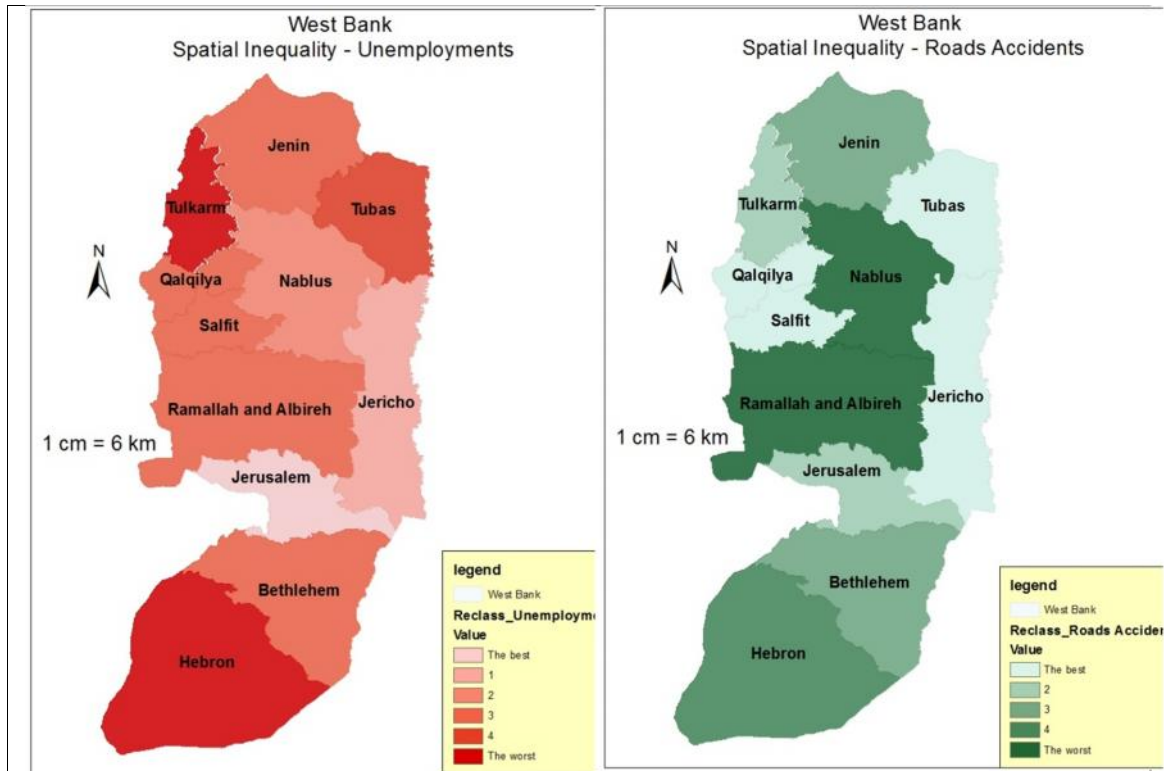 West Bank
Spatial Inequality - Unemployments
Jenin
Tulkarm
Tubas
N
Qalqilya
Nablus
Salfit
Ramallah and Albireh
Jericho
1 cm = 6 km
Jerusalem
Bethlehem
Hebron
legend
West Bank
Reclass_Unemploym
Value
The best
1
2
3
4
The worst
West Bank
Spatial Inequality - Roads Accidents
Jenin
Tulkarm
Tubas
N
Qalqilya
Nablus
Salfit
Ramallah and Albireh
Jericho
1 cm = 6 km
Jerusalem
Bethlehem
Hebron
legend
West Bank
Reclass_Roads Acciden
Value
The best
2
3
4
The worst